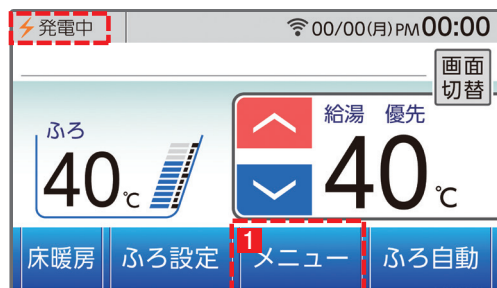 発電中
00/00(月)PM00:00
画面
切替
ふろ
40℃
給湯 優先
40℃
1
床暖房 ふろ設定 メニュー ふろ自動